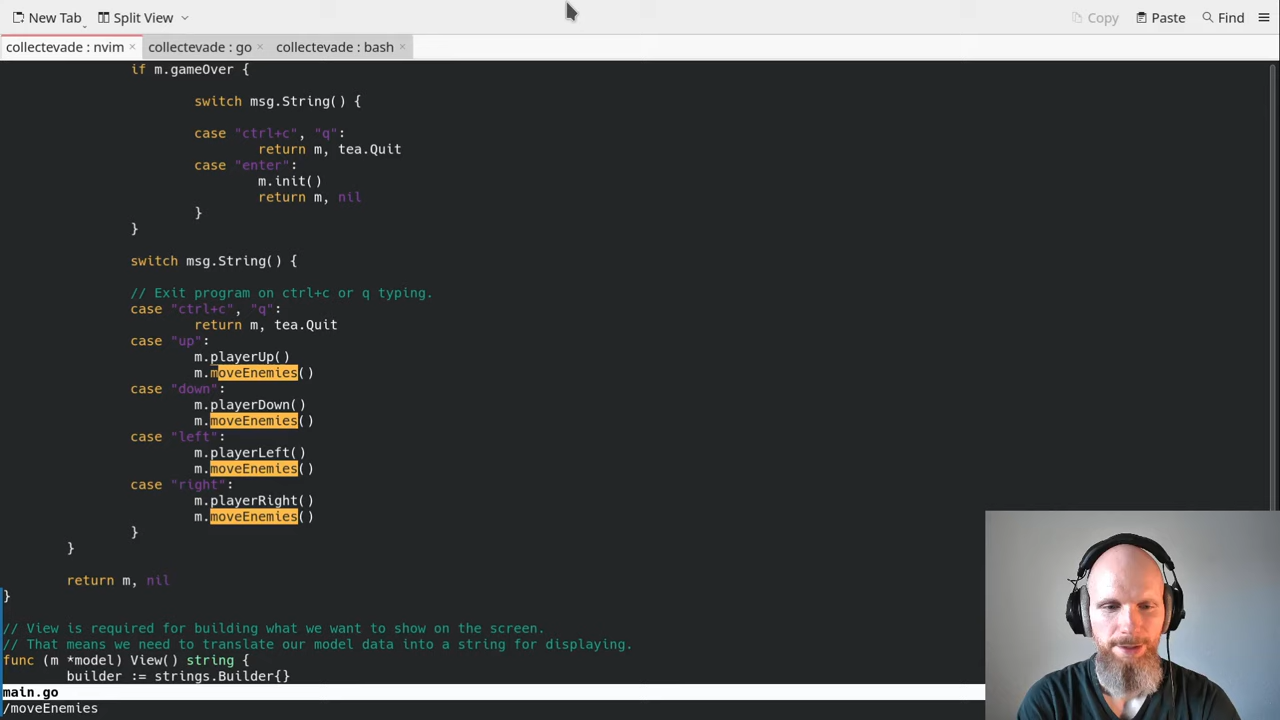 New Tab Split View Copy Paste Find
collectevade : nvim collectevade : go collectevade : bash
if m.gameOver {
switch msg.String() {
case "ctrl+c", "q":
return m, tea.Quit
case "enter":
m.init()
return m, nil
}
}
switch msg.String() {
// Exit program on ctrl+c or q typing.
case "ctrl+c", "q":
return m, tea.Quit
case "up":
m.playerUp()
m.moveEnemies()
case "down":
m.playerDown()
m.moveEnemies()
case "left":
m.playerLeft()
m.moveEnemies()
case "right":
m.playerRight()
m.moveEnemies()
}
}
return m, nil
}
// View is required for building what we want to show on the screen.
// That means we need to translate our model data into a string for displaying.
func (m *model) View() string {
builder := strings.Builder{}
main.go
/moveEnemies